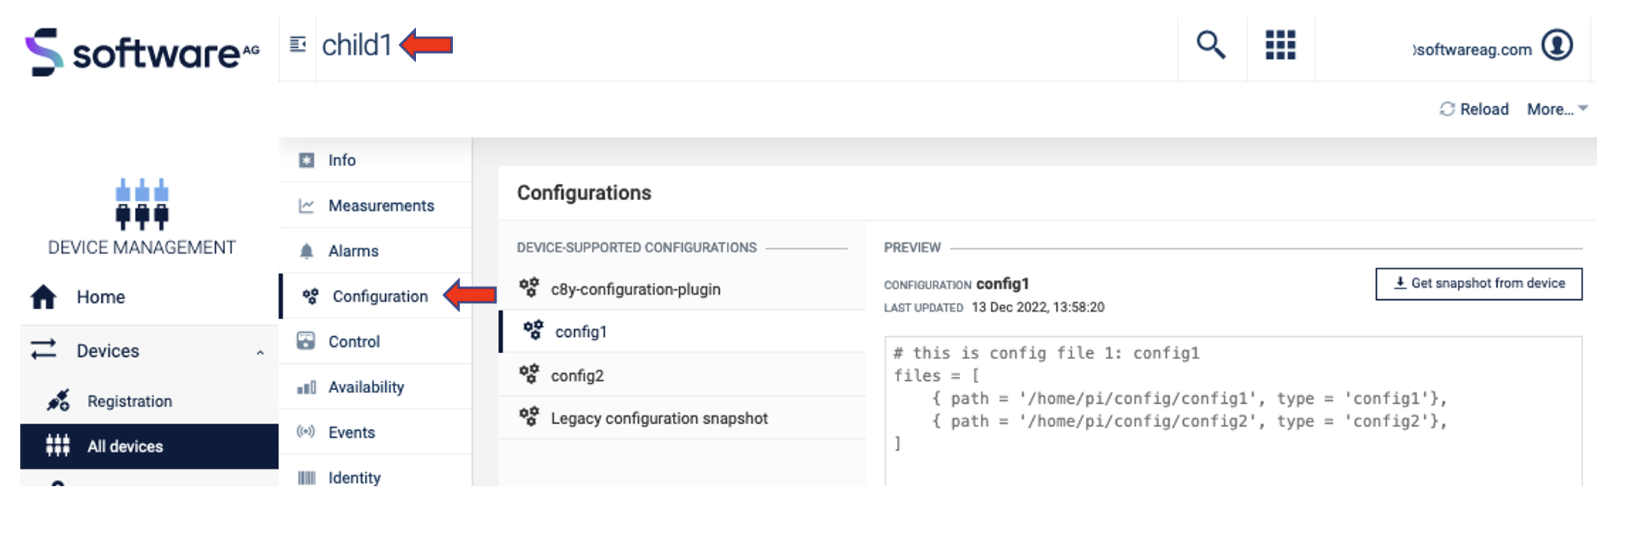 software AG
child1
)softwareag.com
Reload More...
DEVICE MANAGEMENT
Home
Devices
Registration
All devices
Info
Measurements
Alarms
Configuration
Control
Availability
Events
Identity
Configurations
DEVICE-SUPPORTED CONFIGURATIONS
c8y-configuration-plugin
config1
config2
Legacy configuration snapshot
PREVIEW
CONFIGURATION config1
Get snapshot from device
LAST UPDATED 13 Dec 2022, 13:58:20
# this is config file 1: config1
files = [
{ path = '/home/pi/config/config1', type = 'config1'},
{ path = '/home/pi/config/config2', type = 'config2'},
]